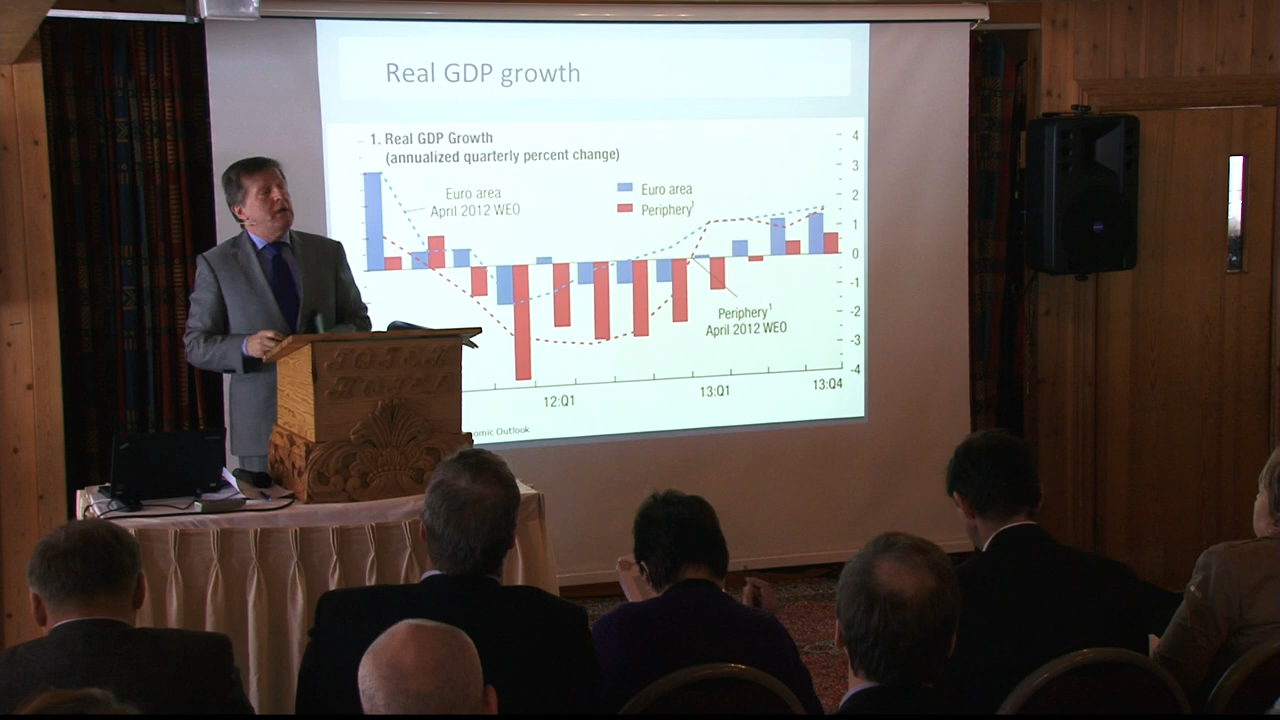 Real GDP growth
1. Real GDP Growth
(annualized quarterly percent change)
Euro area
April 2012 WEO
Euro area
Periphery1
4
3
2
1
0
-1
-2
-3
-4
Periphery1
April 2012 WEO
12:Q1
13:Q1
13:Q4
Outlook
HOTEL